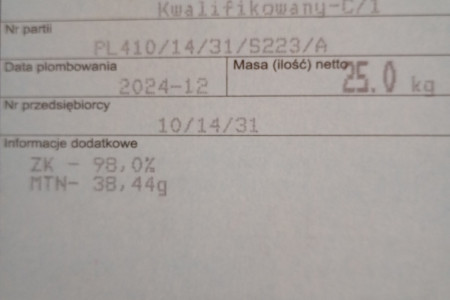 Kwalifikowany-C/1
Nr partii
PL410/14/31/5223/A
Data plombowania
Masa (ilość) netto
2024-12
25.0 kg
Nr przedsiębiorcy
10/14/31
Informacje dodatkowe
ZK - 98,0%
MTN- 38,44g